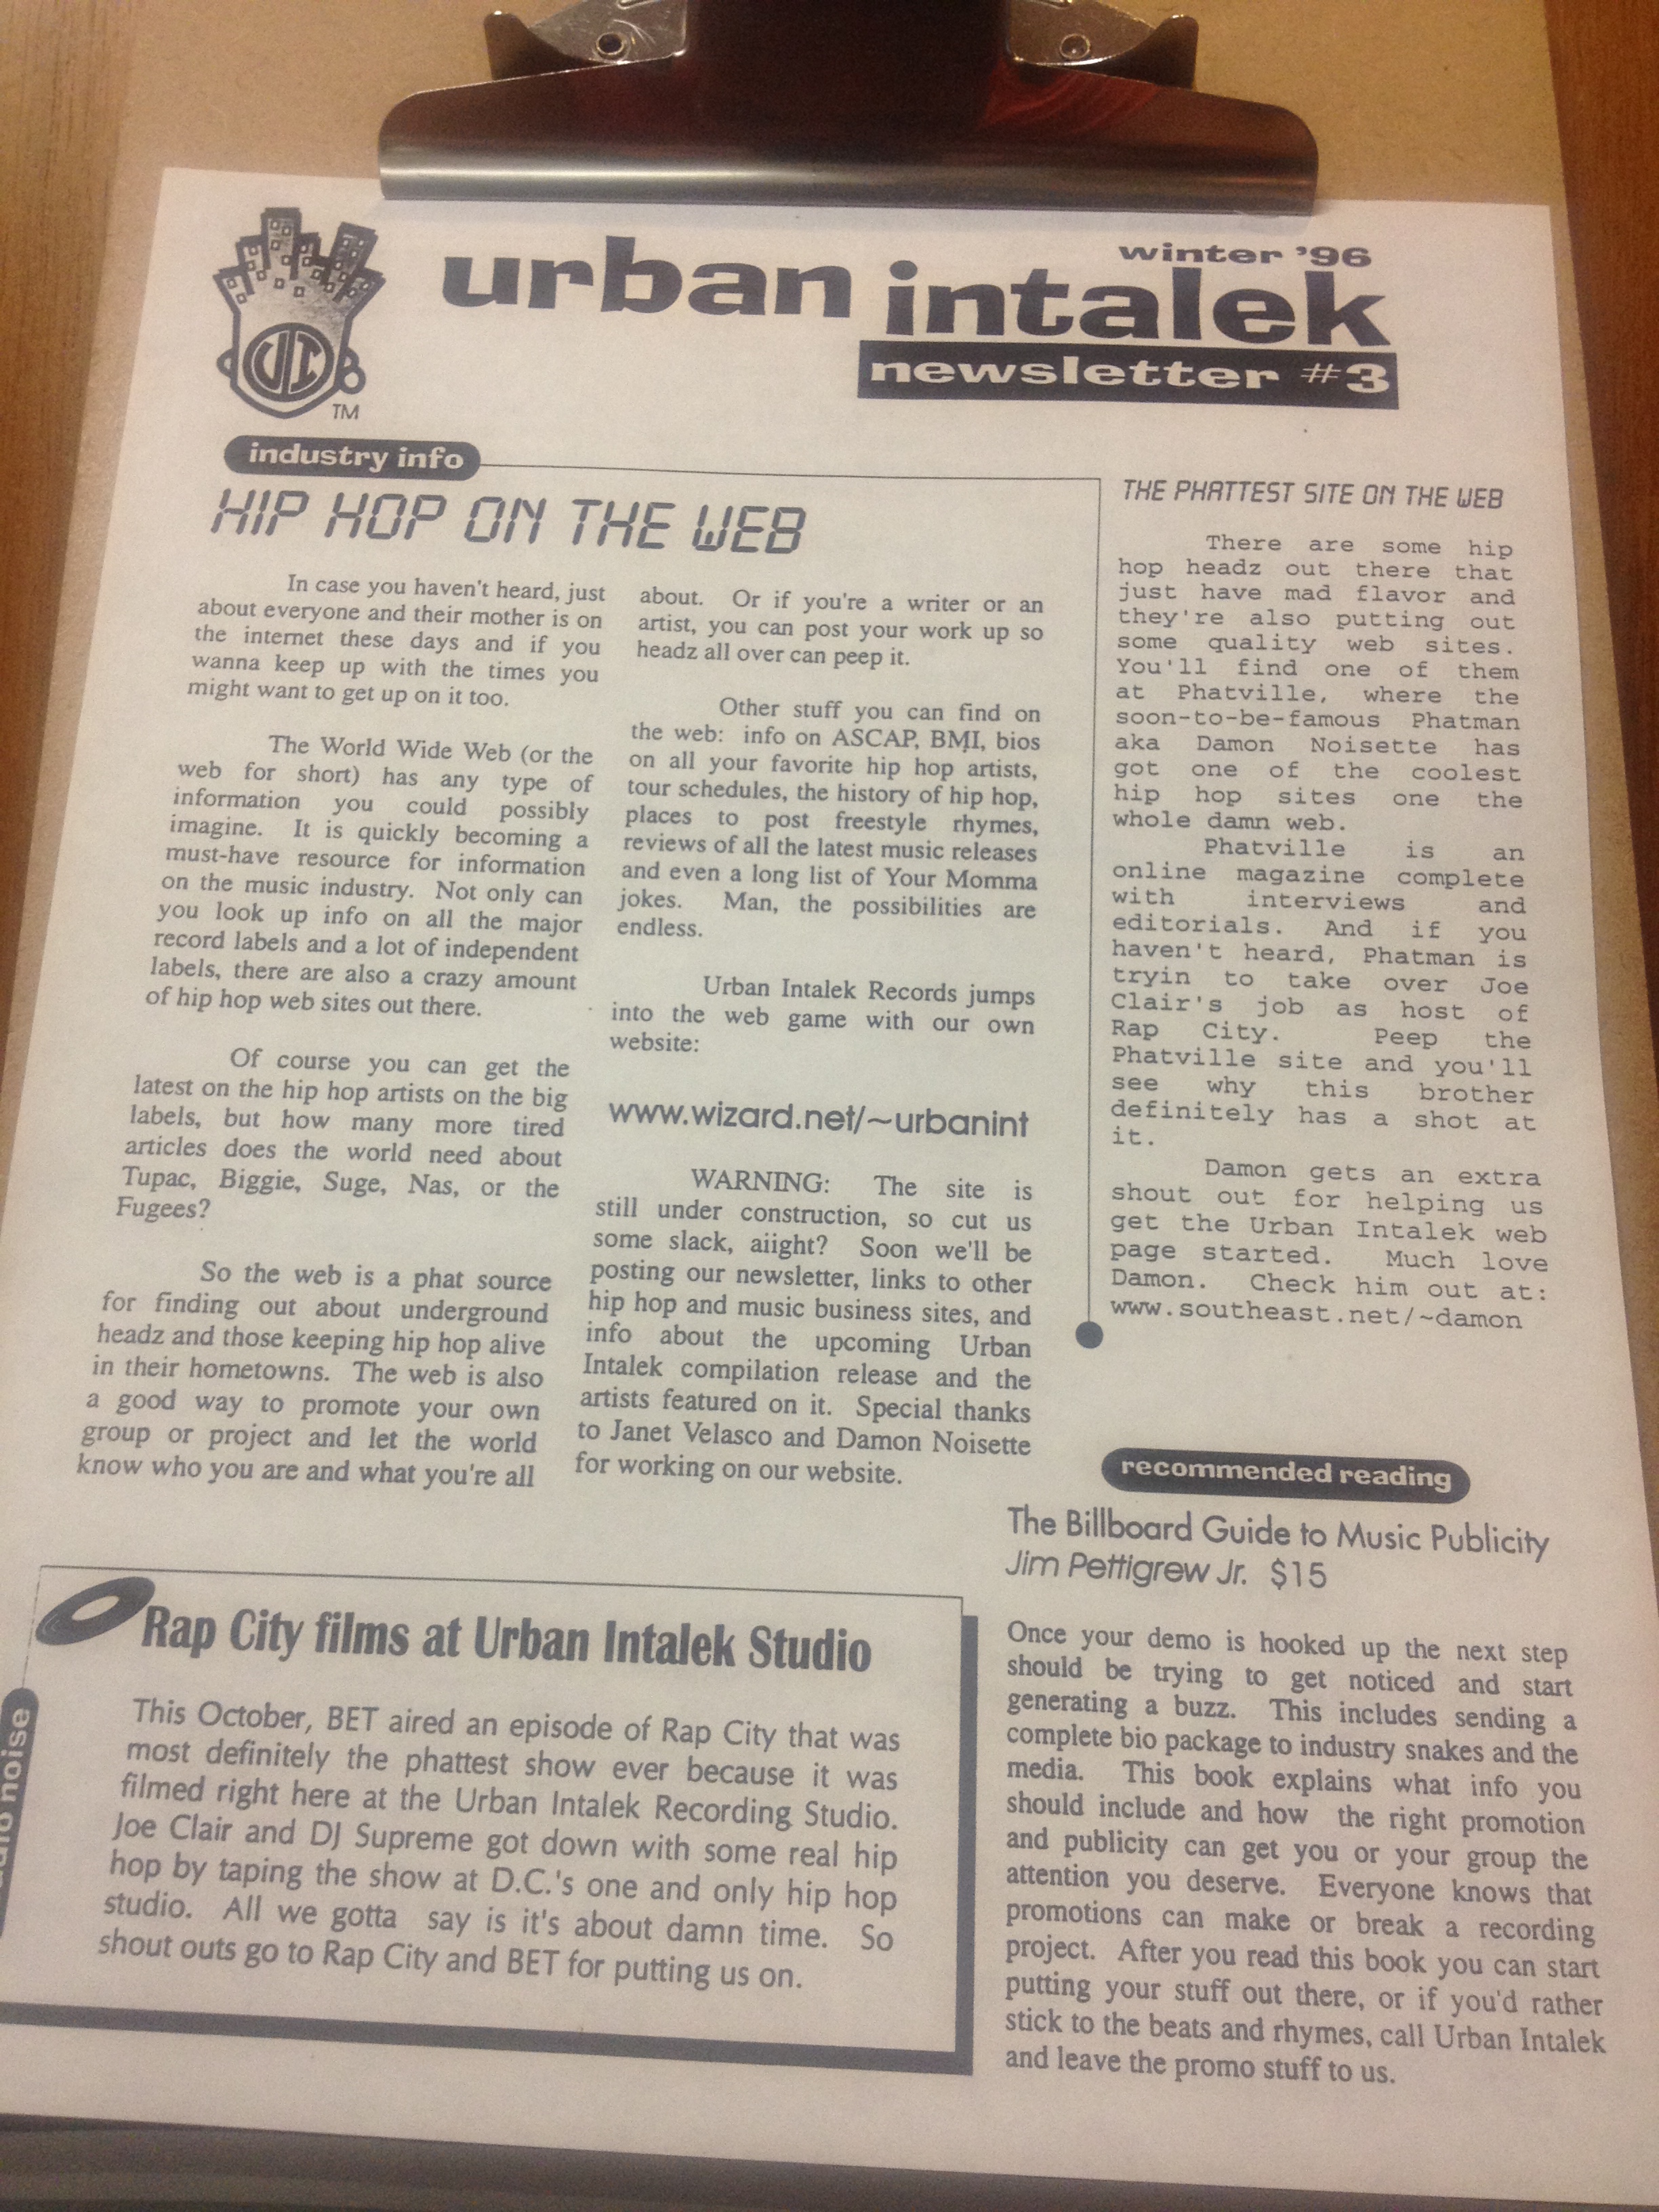 UI
TM
urban intalek
winter '96
newsletter #3
industry info
HIP HOP ON THE WEB
In case you haven't heard, just
about everyone and their mother is on
the internet these days and if you
wanna keep up with the times you
might want to get up on it too.
The World Wide Web (or the
web for short) has any type of
information you could possibly
imagine. It is quickly becoming a
must-have resource for information
on the music industry. Not only can
you look up info on all the major
record labels and a lot of independent
labels, there are also a crazy amount
of hip hop web sites out there.
Of course you can get the
latest on the hip hop artists on the big
labels, but how many more tired
articles does the world need about
Tupac, Biggie, Suge, Nas, or the
Fugees?
So the web is a phat source
for finding out about underground
headz and those keeping hip hop alive
in their hometowns. The web is also
a good way to promote your own
group or project and let the world
know who you are and what you're all
about. Or if you're a writer or an
artist, you can post your work up so
headz all over can peep it.
Other stuff you can find on
the web: info on ASCAP, BMI, bios
on all your favorite hip hop artists,
tour schedules, the history of hip hop,
places to post freestyle rhymes,
reviews of all the latest music releases
and even a long list of Your Momma
jokes. Man, the possibilities are
endless.
Urban Intalek Records jumps
into the web game with our own
website:
www.wizard.net/~urbanint
WARNING: The site is
still under construction, so cut us
some slack, aiight? Soon we'll be
posting our newsletter, links to other
hip hop and music business sites, and
info about the upcoming Urban
Intalek compilation release and the
artists featured on it. Special thanks
to Janet Velasco and Damon Noisette
for working on our website.
THE PHATTEST SITE ON THE WEB
There are some hip
hop headz out there that
just have mad flavor and
they're also putting out
some quality web sites.
You'll find one of them
at Phatville, where the
soon-to-be-famous Phatman
aka Damon Noisette has
got one of the coolest
hip hop sites one the
whole damn web.
Phatville is an
online magazine complete
with interviews and
editorials. And if you
haven't heard, Phatman is
tryin to take over Joe
Clair's job as host of
Rap City. Peep the
Phatville site and you'll
see why this brother
definitely has a shot at
it.
Damon gets an extra
shout out for helping us
get the Urban Intalek web
page started. Much love
Damon. Check him out at:
www.southeast.net/~damon
recommended reading
The Billboard Guide to Music Publicity
Jim Pettigrew Jr. $15
Once your demo is hooked up the next step
should be trying to get noticed and start
generating a buzz. This includes sending a
complete bio package to industry snakes and the
media. This book explains what info you
should include and how the right promotion
and publicity can get you or your group the
attention you deserve. Everyone knows that
promotions can make or break a recording
project. After you read this book you can start
putting your stuff out there, or if you'd rather
stick to the beats and rhymes, call Urban Intalek
and leave the promo stuff to us.
noise
Rap City films at Urban Intalek Studio
This October, BET aired an episode of Rap City that was
most definitely the phattest show ever because it was
filmed right here at the Urban Intalek Recording Studio.
Joe Clair and DJ Supreme got down with some real hip
hop by taping the show at D.C.'s one and only hip hop
studio. All we gotta say is it's about damn time. So
shout outs go to Rap City and BET for putting us on.